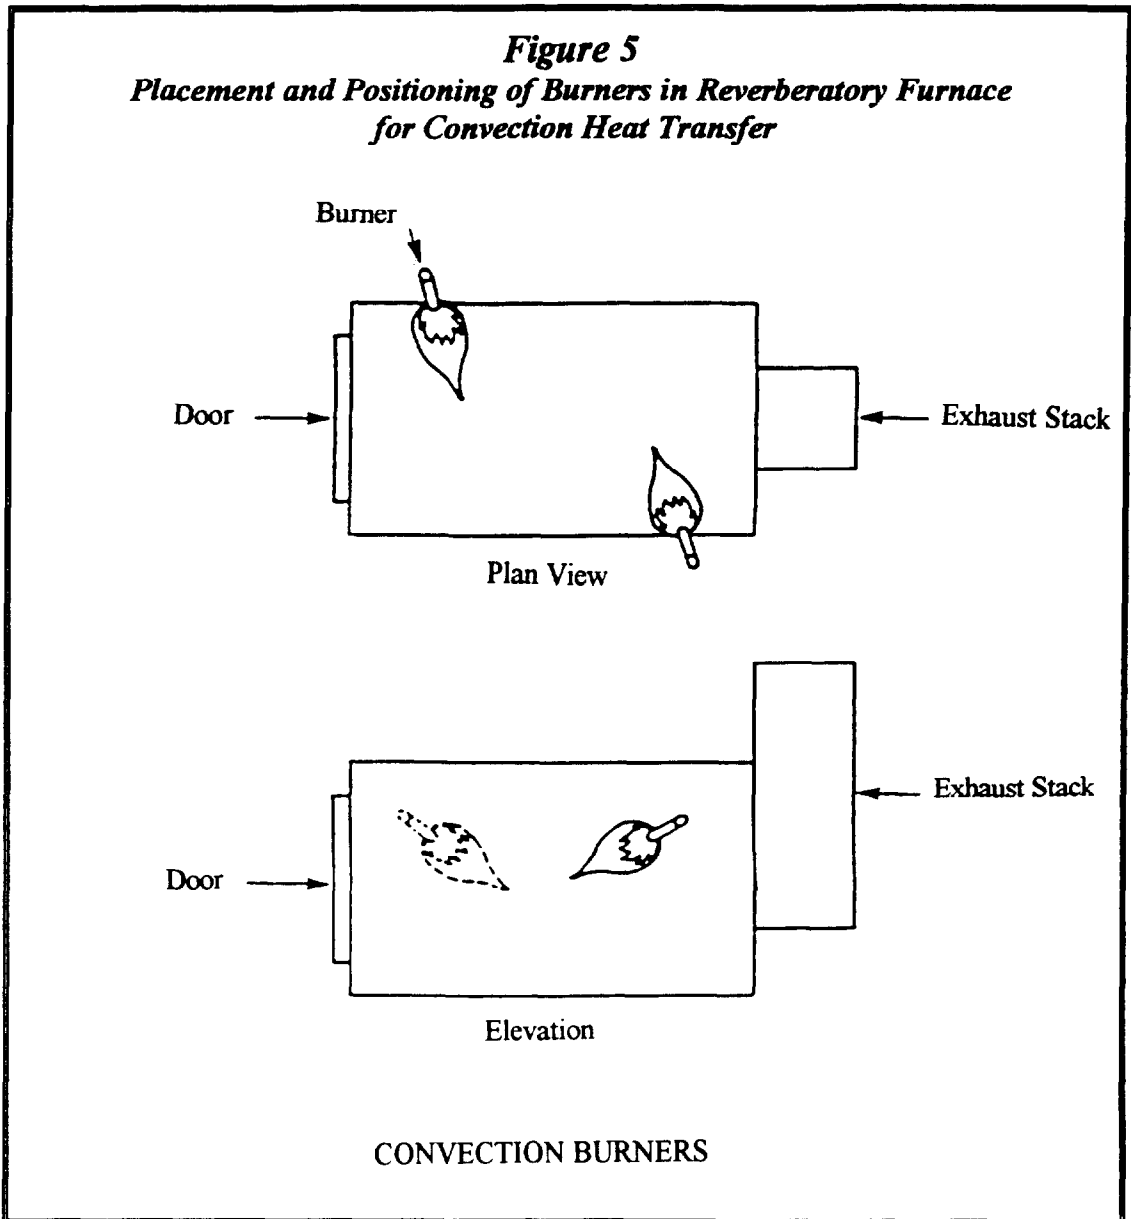 Figure 5
Placement and Positioning of Burners in Reverberatory Furnace
for Convection Heat Transfer
Burner
Door
Exhaust Stack
Plan View
Exhaust Stack
Door
Elevation
CONVECTION BURNERS